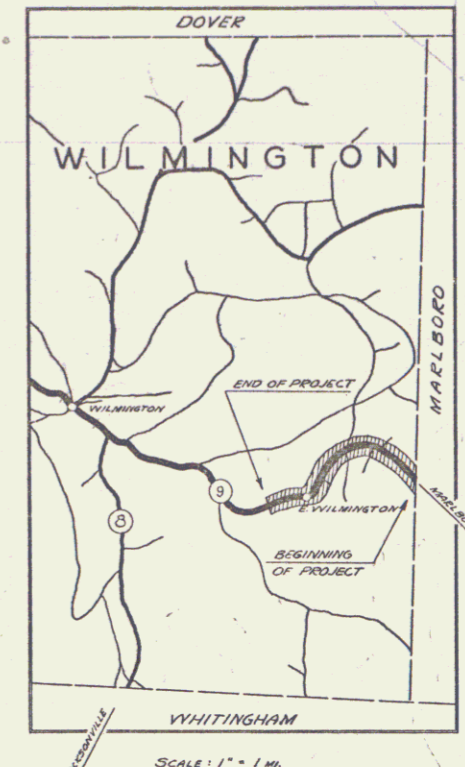 DOVER
WILMINGTON
MARLBORO
END OF PROJECT
WILMINGTON
9
E. WILMINGTON
8
BEGINNING
OF PROJECT
WHITINGHAM
SCALE: 1" = 1 MI.